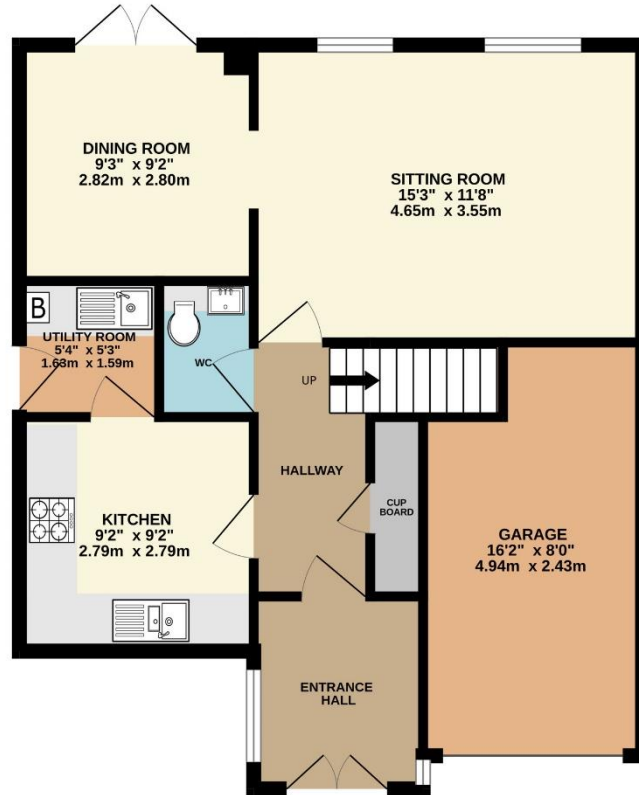 DINING ROOM
9'3" x 9'2"
2.82m x 2.80m
SITTING ROOM
15'3" x 11'8"
4.65m x 3.55m
B
UTILITY ROOM
5'4" x 5'3"
1.63m x 1.59m
WC
UP
HALLWAY
CUP
BOARD
KITCHEN
9'2" x 9'2"
2.79m x 2.79m
GARAGE
16'2" x 8'0"
4.94m x 2.43m
ENTRANCE
HALL